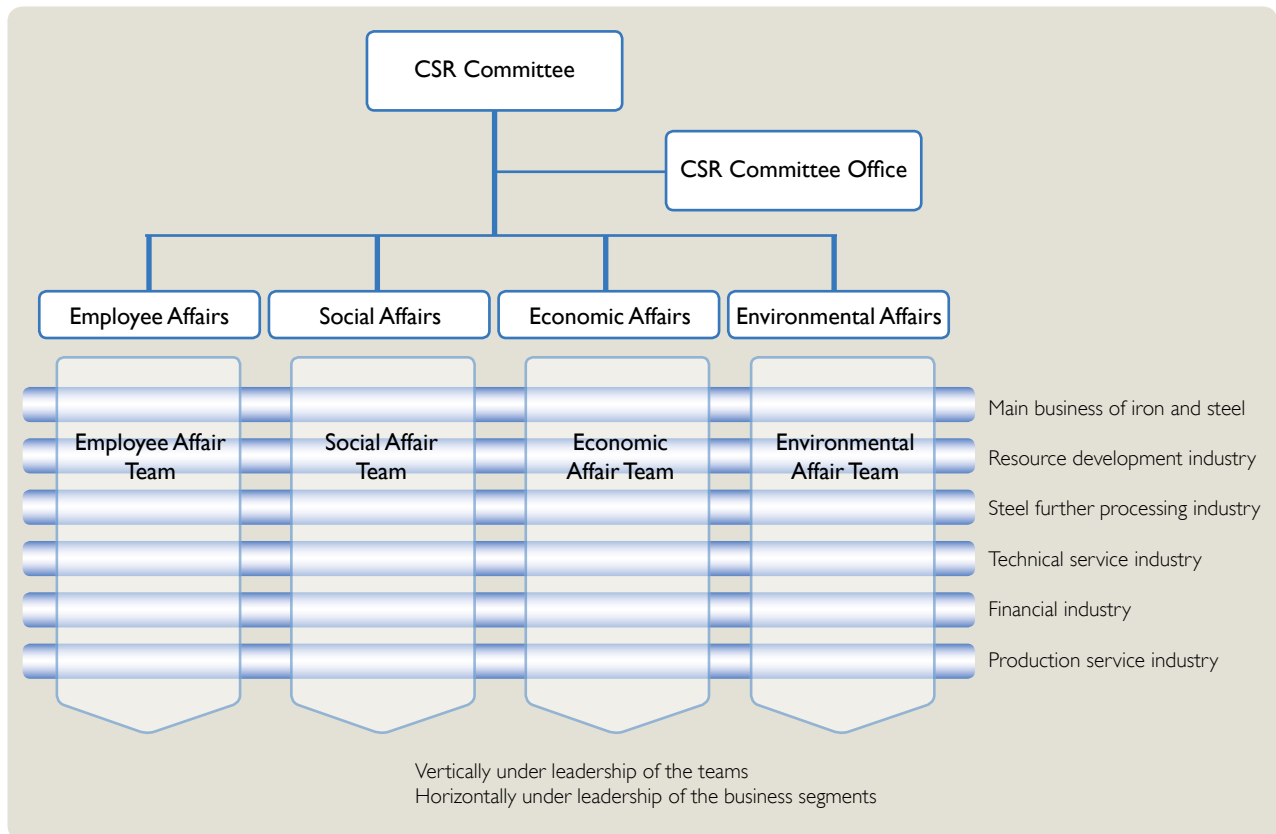 CSR Committee
CSR Committee Office
Employee Affairs
Social Affairs
Economic Affairs
Environmental Affairs
Employee Affair
Team
Social Affair
Team
Economic
Affair Team
Environmental
Affair Team
Main business of iron and steel
Resource development industry
Steel further processing industry
Technical service industry
Financial industry
Production service industry
Vertically under leadership of the teams
Horizontally under leadership of the business segments